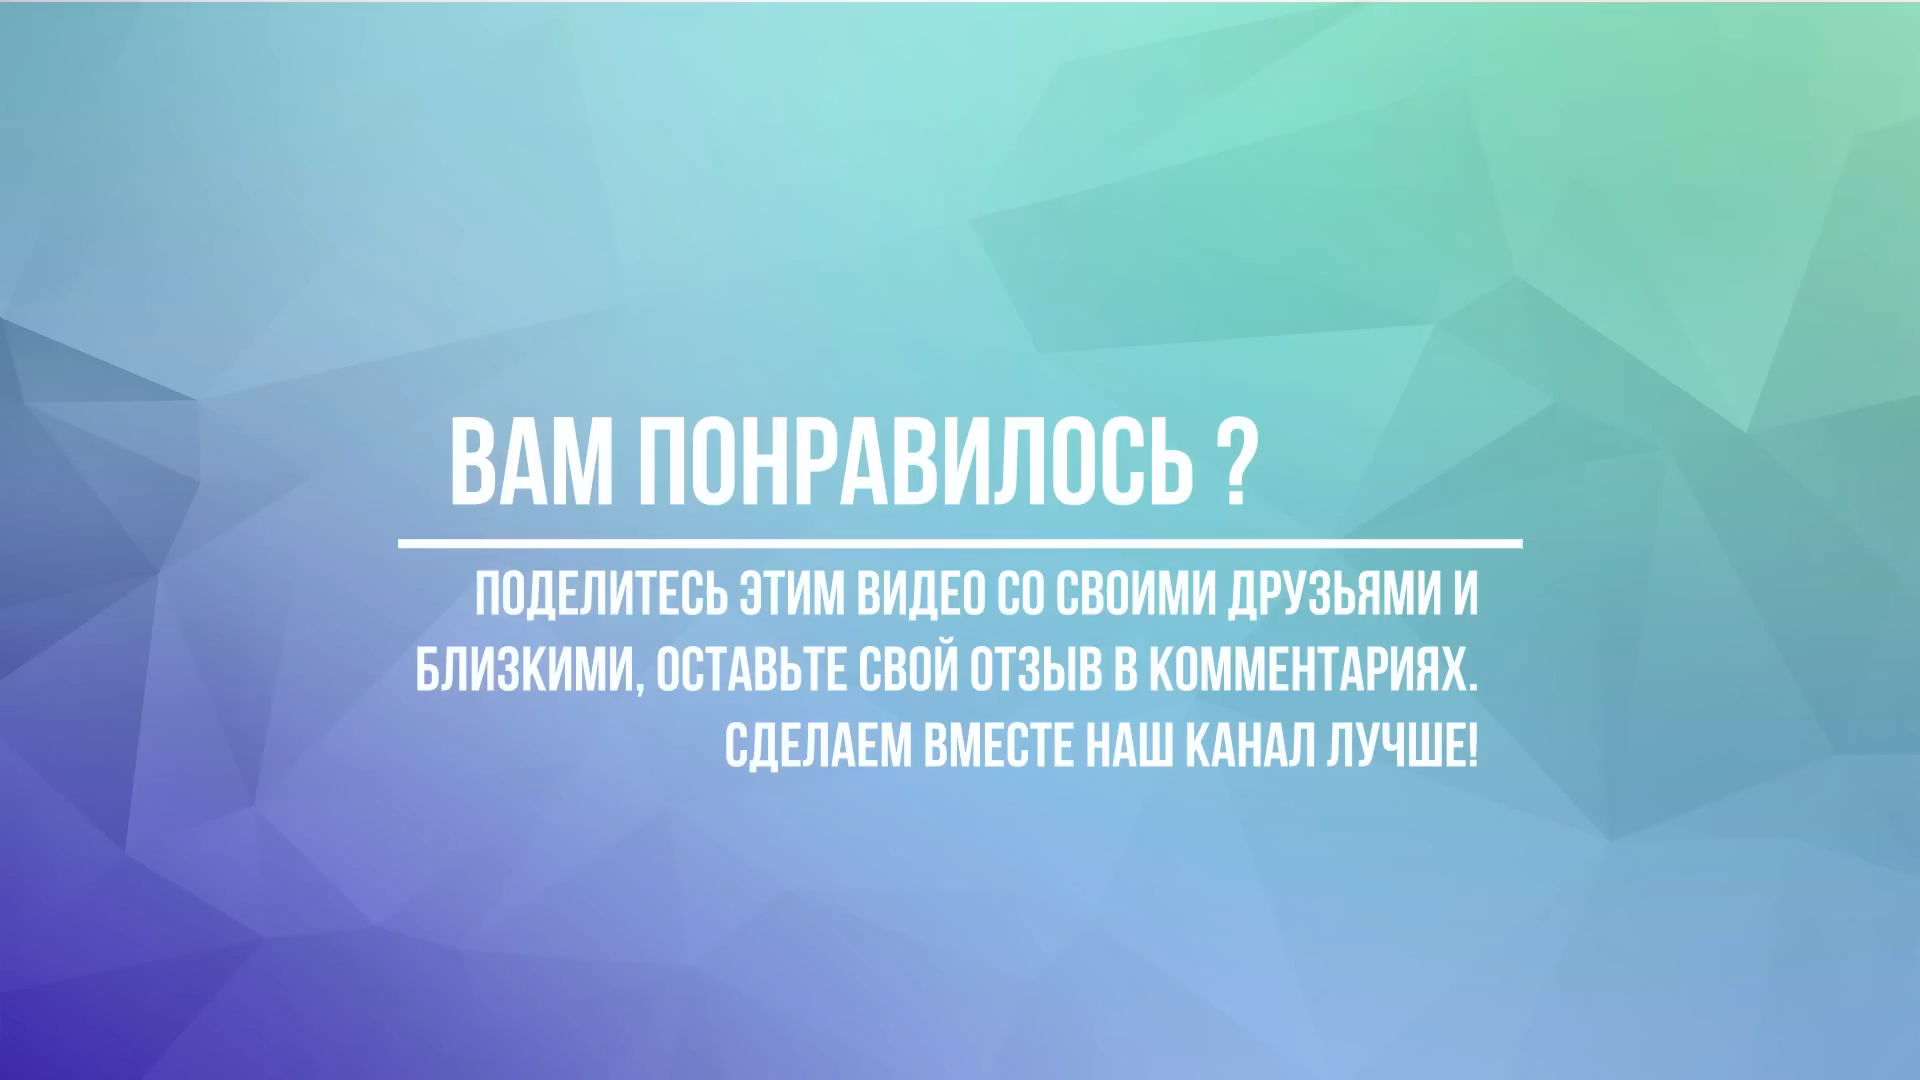 ВАМ ПОНРАВИЛОСЬ ?
ПОДЕЛИТЕСЬ ЭТИМ ВИДЕО СО СВОИМИ ДРУЗЬЯМИ И
БЛИЗКИМИ, ОСТАВЬТЕ СВОЙ ОТЗЫВ В КОММЕНТАРИЯХ.
СДЕЛАЕМ ВМЕСТЕ НАШ КАНАЛ ЛУЧШЕ!